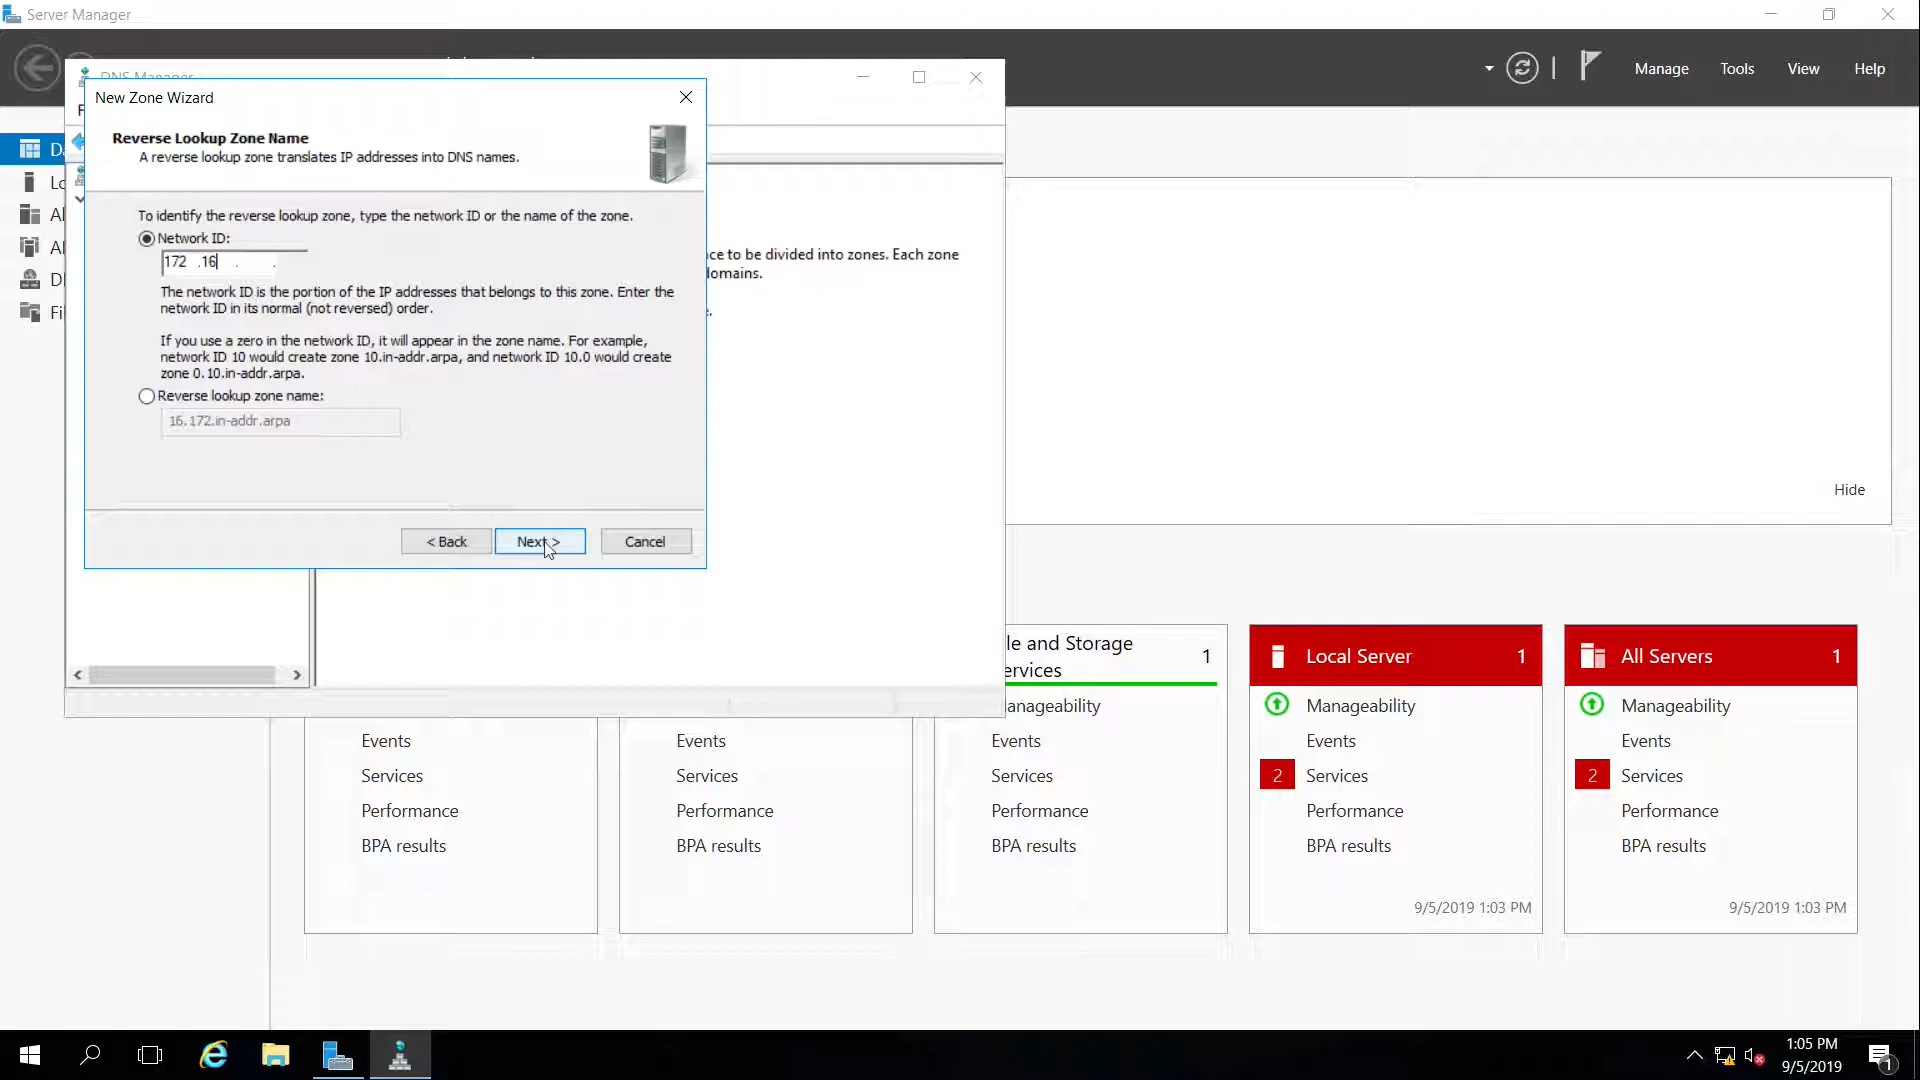 Server Manager
Manage
Tools
View
Help
DNS Manager
New Zone Wizard
Reverse Lookup Zone Name
A reverse lookup zone translates IP addresses into DNS names.
To identify the reverse lookup zone, type the network ID or the name of the zone.
Network ID:
172 .16 . .
The network ID is the portion of the IP addresses that belongs to this zone. Enter the
network ID in its normal (not reversed) order.
If you use a zero in the network ID, it will appear in the zone name. For example,
network ID 10 would create zone 10.in-addr.arpa, and network ID 10.0 would create
zone 0.10.in-addr.arpa.
Reverse lookup zone name:
16.172.in-addr.arpa
< Back
Next >
Cancel
ce to be divided into zones. Each zone
domains.
Hide
le and Storage
ervices
1
anageability
Events
Services
Performance
BPA results
Events
Services
Performance
BPA results
Events
Services
Performance
BPA results
Local Server
1
Manageability
Events
2
Services
Performance
BPA results
9/5/2019 1:03 PM
All Servers
1
Manageability
Events
2
Services
Performance
BPA results
9/5/2019 1:03 PM
1:05 PM
9/5/2019
1